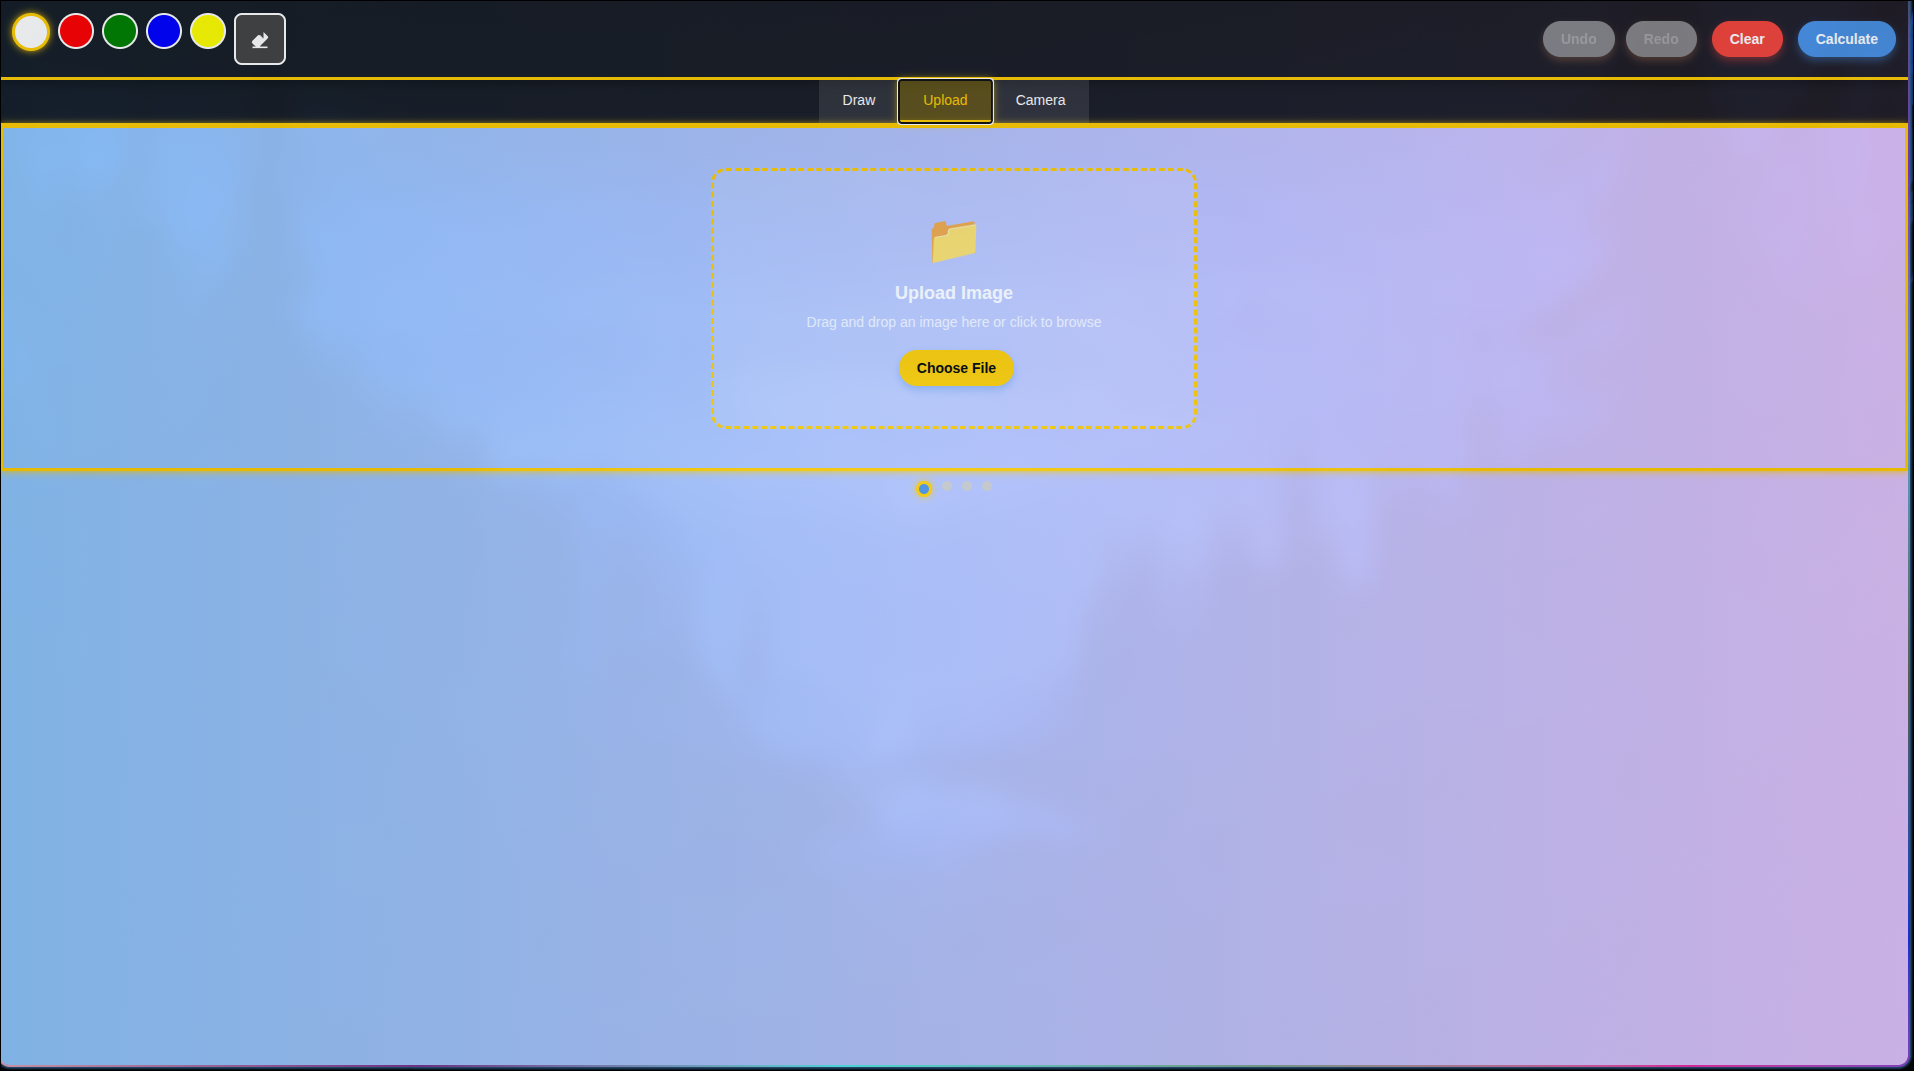 Undo Redo Clear Calculate
Draw Upload Camera
Upload Image
Drag and drop an image here or click to browse
Choose File